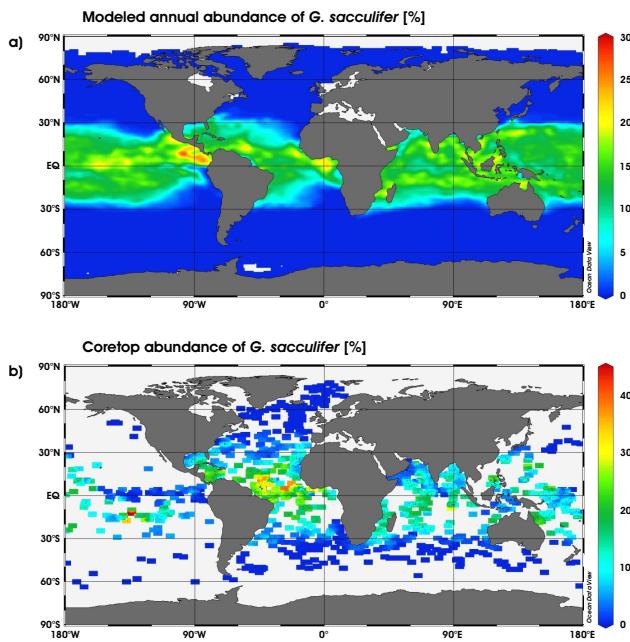 Modeled annual abundance of G. sacculifer [%]
a)
90°N
60°N
30°N
EQ
30°S
60°S
90°S
180°W
90°W
0°E
90°E
180°E
30
25
20
15
10
5
0
Ocean Data View
Coretop abundance of G. sacculifer [%]
b)
90°N
60°N
30°N
EQ
30°S
60°S
90°S
180°W
90°W
0°E
90°E
180°E
40
30
20
10
0
Ocean Data View